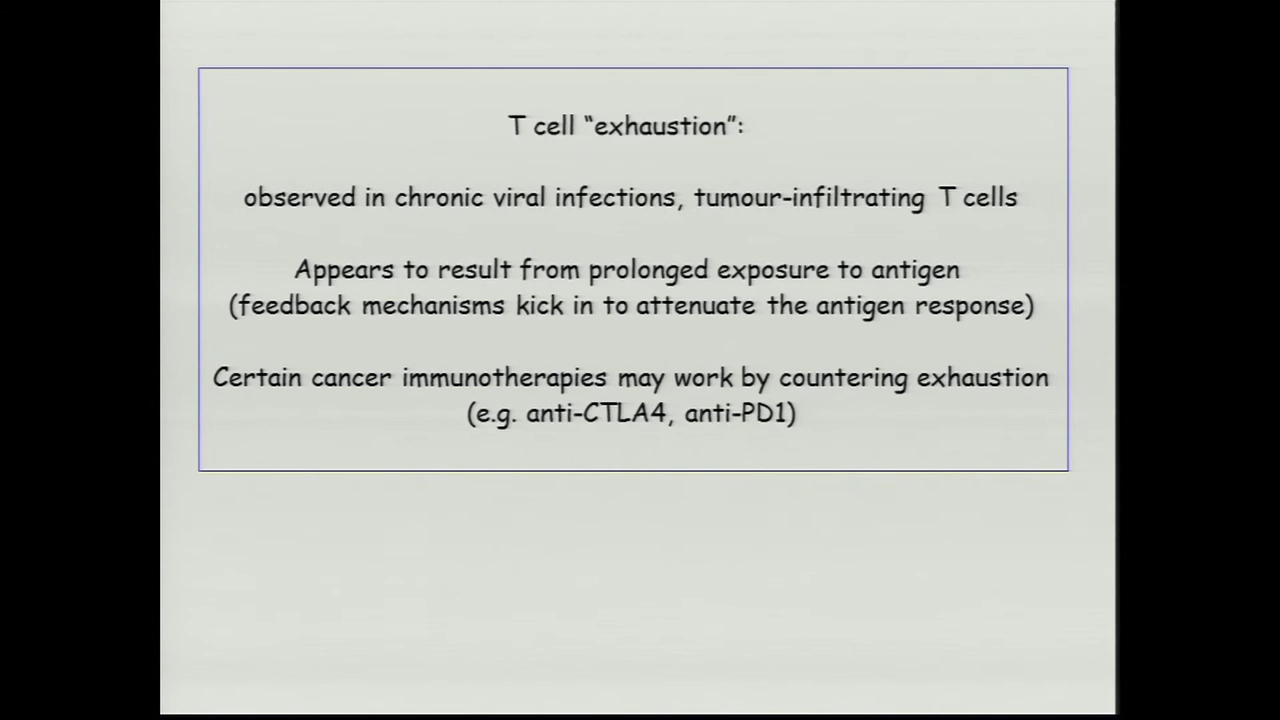 T cell “exhaustion”:
observed in chronic viral infections, tumour-infiltrating T cells
Appears to result from prolonged exposure to antigen
(feedback mechanisms kick in to attenuate the antigen response)
Certain cancer immunotherapies may work by countering exhaustion
(e.g. anti-CTLA4, anti-PD1)